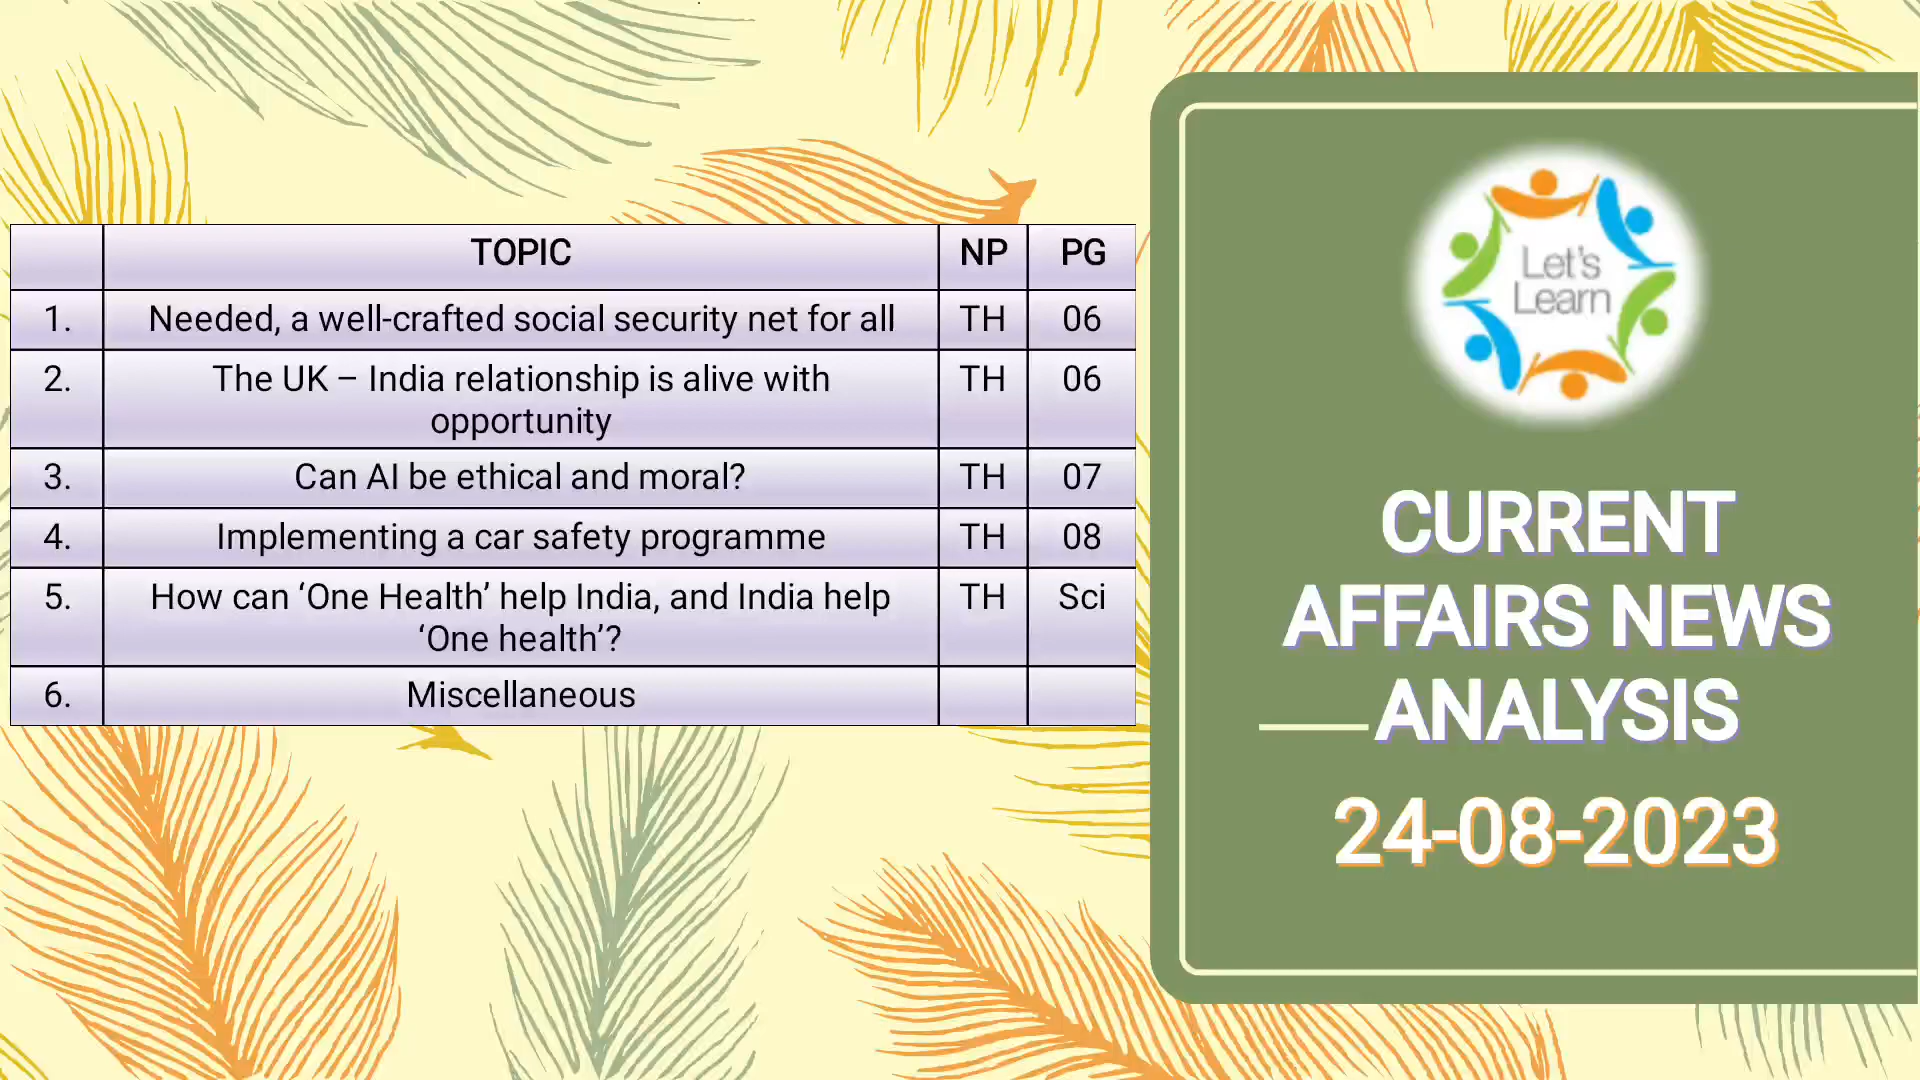 TOPIC NP PG
1. Needed, a well-crafted social security net for all TH 06
2. The UK – India relationship is alive with TH 06
opportunity
3. Can AI be ethical and moral? TH 07
4. Implementing a car safety programme TH 08
5. How can ‘One Health’ help India, and India help TH Sci
‘One health’?
6. Miscellaneous
Let's
Learn
CURRENT
AFFAIRS NEWS
ANALYSIS
24-08-2023